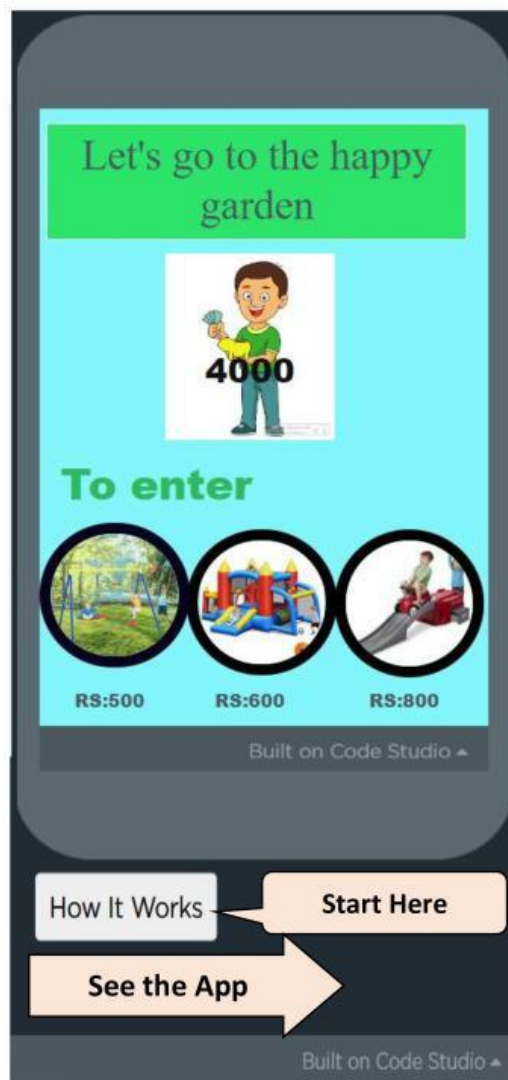 Let's go to the happy
garden
4000
To enter
RS:500 RS:600 RS:800
Built on Code Studio
How It Works
Start Here
See the App
Built on Code Studio